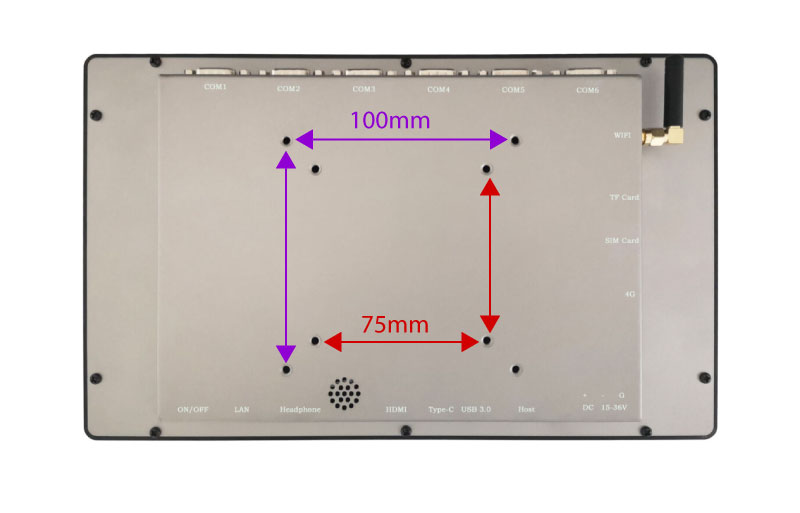 COM1 COM2 COM3 COM4 COM5 COM6
100mm
WIFI
TF Card
SIM Card
4G
75mm
+ - G
ON/OFF LAN Headphone HDMI Type-C USB 3.0 Host DC 15-36V